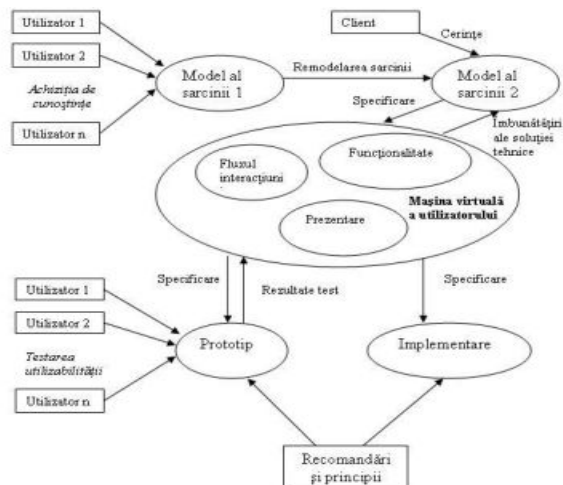 Utilizator 1
Utilizator 2
Achiziția de
cunoștințe
Utilizator n
Model al
sarcinii 1
Remodelarea sarcinii
Client
Cerințe
Model al
sarcinii 2
Specificare
Imbunătățiri
ale soluției
tehnice
Fluxul
interacțiuni
Funcționalitate
Prezentare
Mașina virtuală
a utilizatorului
Specificare
Rezultate test
Specificare
Utilizator 1
Utilizator 2
Testarea
utilizabilității
Utilizator n
Prototip
Implementare
Recomandări
și principii